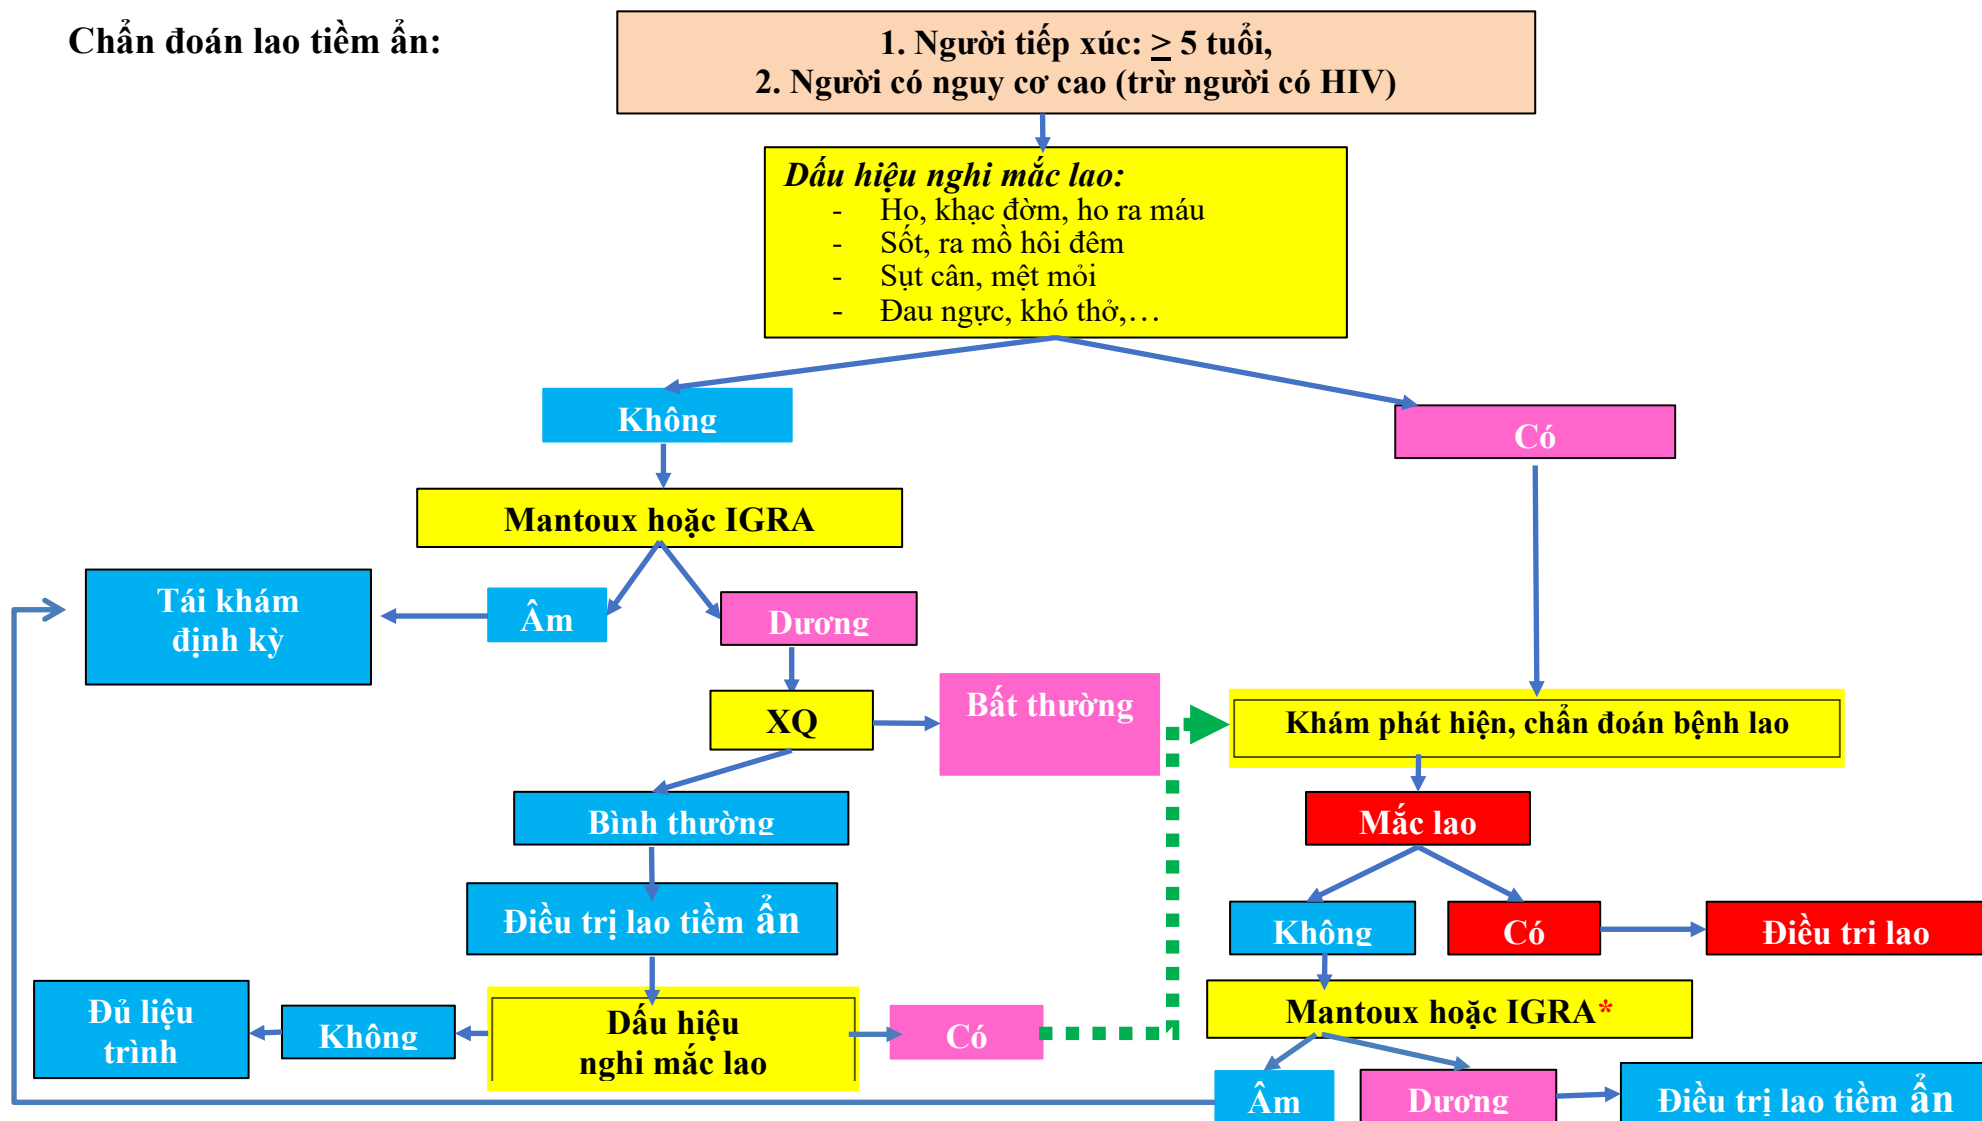 Chẩn đoán lao tiềm ẩn:
1. Người tiếp xúc: ≥ 5 tuổi,
2. Người có nguy cơ cao (trừ người có HIV)
Dấu hiệu nghi mắc lao:
- Ho, khạc đờm, ho ra máu
- Sốt, ra mồ hôi đêm
- Sụt cân, mệt mỏi
- Đau ngực, khó thở,…
Không
Có
Mantoux hoặc IGRA
Tái khám
định kỳ
Âm
Dương
XQ
Bất thường
Khám phát hiện, chẩn đoán bệnh lao
Bình thường
Mắc lao
Điều trị lao tiềm ẩn
Không
Có
Điều tri lao
Đủ liệu
trình
Không
Dấu hiệu
nghi mắc lao
Có
Mantoux hoặc IGRA*
Âm
Dương
Điều trị lao tiềm ẩn